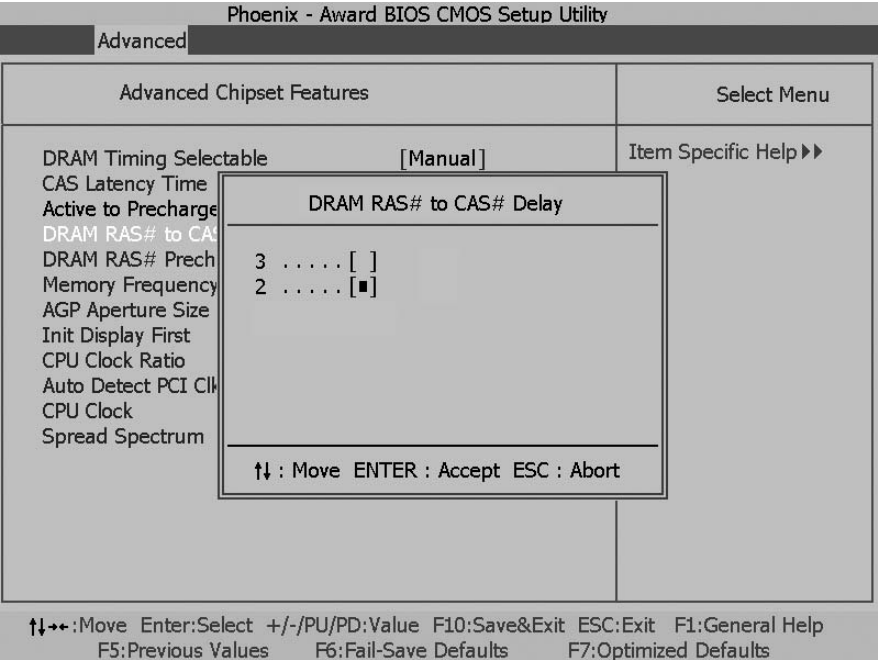 Phoenix - Award BIOS CMOS Setup Utility
Advanced
Advanced Chipset Features
Select Menu
DRAM Timing Selectable [Manual]
Item Specific Help
CAS Latency Time
Active to Precharge
DRAM RAS# to CAS
DRAM RAS# Prech
Memory Frequency
AGP Aperture Size
Init Display First
CPU Clock Ratio
Auto Detect PCI Clk
CPU Clock
Spread Spectrum
DRAM RAS# to CAS# Delay
3 .....[ ]
2 .....[■]
↑↓ : Move ENTER : Accept ESC : Abort
↑↓→←:Move Enter:Select +/-/PU/PD:Value F10:Save&Exit ESC:Exit F1:General Help
F5:Previous Values F6:Fail-Save Defaults F7:Optimized Defaults